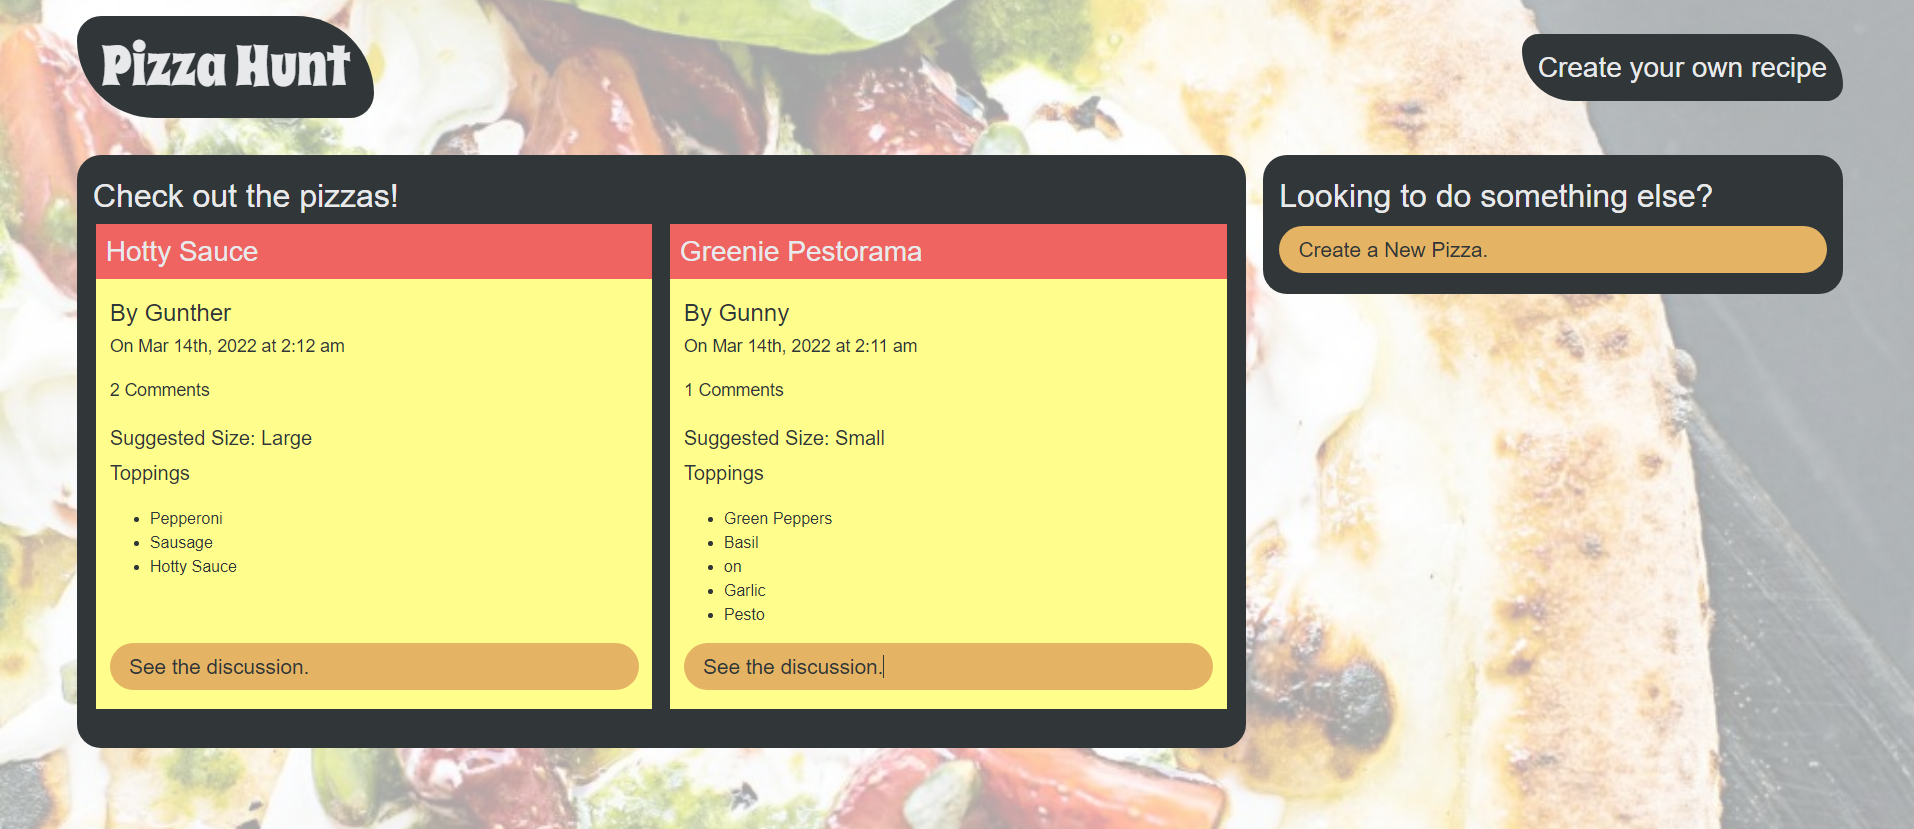 Pizza Hunt
Create your own recipe
Check out the pizzas!
Hotty Sauce
By Gunther
On Mar 14th, 2022 at 2:12 am
2 Comments
Suggested Size: Large
Toppings
Pepperoni
Sausage
Hotty Sauce
See the discussion.
Greenie Pestorama
By Gunny
On Mar 14th, 2022 at 2:11 am
1 Comments
Suggested Size: Small
Toppings
Green Peppers
Basil
on
Garlic
Pesto
See the discussion.
Looking to do something else?
Create a New Pizza.